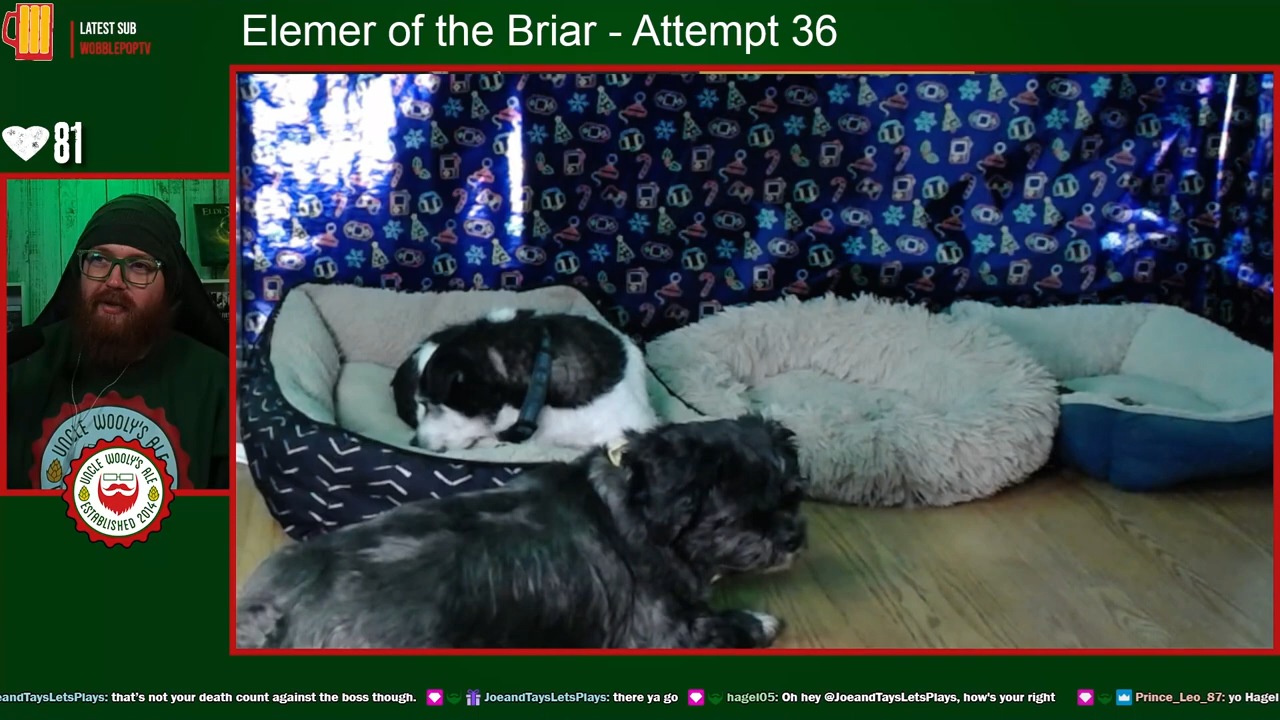 LATEST SUB
WOBBLEPOPTV
Elemer of the Briar - Attempt 36
81
UNCLE WOOLY'S ALE
UNCLE WOOLY'S ALE
ESTABLISHED 2014
oeandTaysLetsPlays: that's not your death count against the boss though. JoeandTaysLetsPlays: there ya go hagel05: Oh hey @JoeandTaysLetsPlays, how's your right Prince_Leo_87: yo Hagel